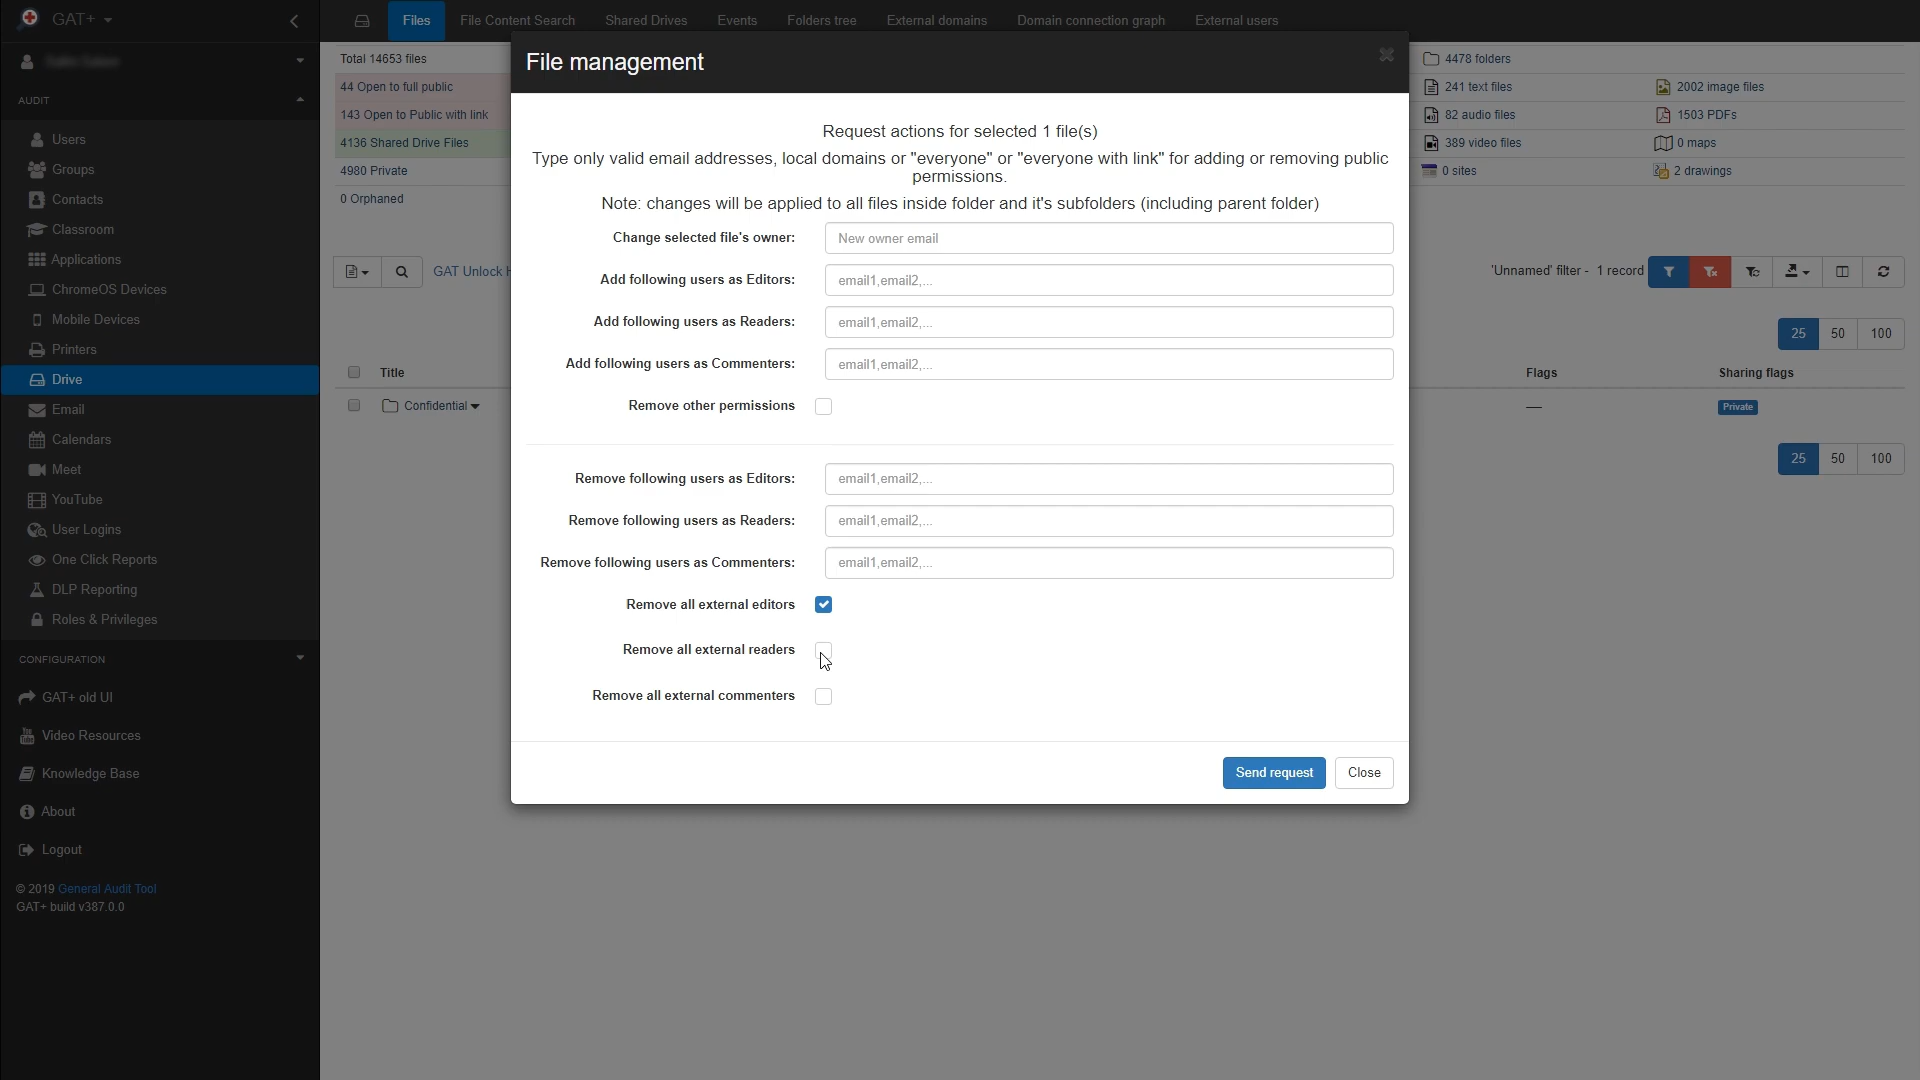 GAT+
Files
File Content Search
Shared Drives
Events
Folders tree
External domains
Domain connection graph
External users
AUDIT
Users
Groups
Contacts
Classroom
Applications
ChromeOS Devices
Mobile Devices
Printers
Drive
Email
Calendars
Meet
YouTube
User Logins
One Click Reports
DLP Reporting
Roles & Privileges
CONFIGURATION
GAT+ old UI
Video Resources
Knowledge Base
About
Logout
© 2019 General Audit Tool
GAT+ build v387.0.0
Total 14653 files
44 Open to full public
143 Open to Public with link
4136 Shared Drive Files
4980 Private
0 Orphaned
GAT Unlock
Title
Confidential
File management
Request actions for selected 1 file(s)
Type only valid email addresses, local domains or "everyone" or "everyone with link" for adding or removing public
permissions.
Note: changes will be applied to all files inside folder and it's subfolders (including parent folder)
Change selected file's owner: New owner email
Add following users as Editors: email1,email2,...
Add following users as Readers: email1,email2,...
Add following users as Commenters: email1,email2,...
Remove other permissions
Remove following users as Editors: email1,email2,...
Remove following users as Readers: email1,email2,...
Remove following users as Commenters: email1,email2,...
Remove all external editors
Remove all external readers
Remove all external commenters
Send request
Close
4478 folders
241 text files
2002 image files
82 audio files
1503 PDFs
389 video files
0 maps
0 sites
2 drawings
'Unnamed' filter - 1 record
25 50 100
Flags
Sharing flags
—
Private
25 50 100